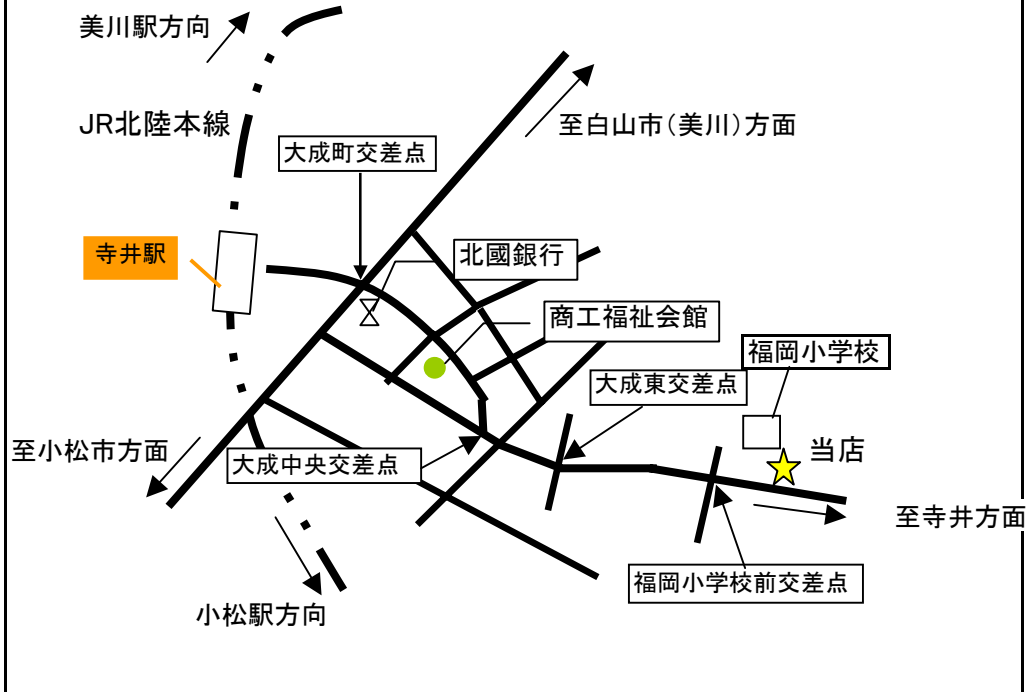 美川駅方向
JR北陸本線
至白山市（美川）方面
大成町交差点
寺井駅
北國銀行
商工福祉会館
福岡小学校
大成東交差点
当店
至小松市方面
大成中央交差点
至寺井方面
福岡小学校前交差点
小松駅方向